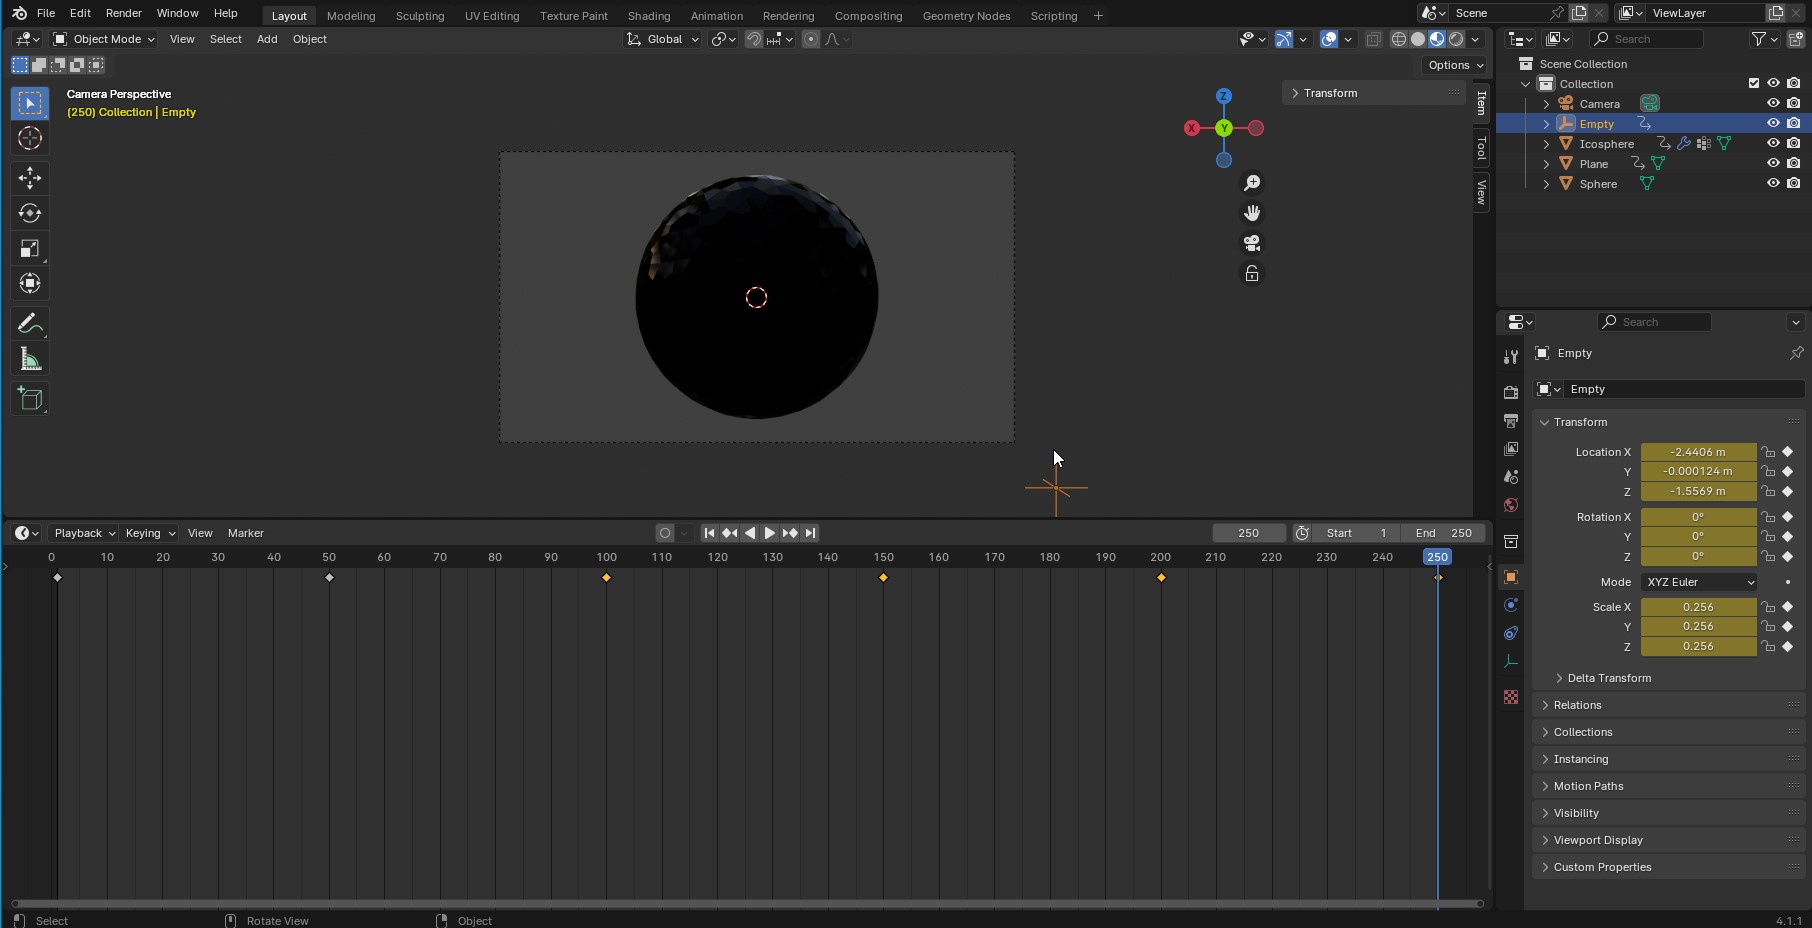 File Edit Render Window Help Layout Modeling Sculpting UV Editing Texture Paint Shading Animation Rendering Compositing Geometry Nodes Scripting + Scene ViewLayer
Object Mode View Select Add Object Global Search
Options
Camera Perspective
(250) Collection | Empty
Transform
Z
X
Y
Item
Tool
View
Scene Collection
Collection
Camera
Empty
Icosphere
Plane
Sphere
Search
Empty
Empty
Transform
Location X -2.4406 m
Y -0.000124 m
Z -1.5569 m
Rotation X 0°
Y 0°
Z 0°
Mode XYZ Euler
Scale X 0.256
Y 0.256
Z 0.256
Delta Transform
Relations
Collections
Instancing
Motion Paths
Visibility
Viewport Display
Custom Properties
Playback Keying View Marker 250 Start 1 End 250
0 10 20 30 40 50 60 70 80 90 100 110 120 130 140 150 160 170 180 190 200 210 220 230 240 250
Select Rotate View Object 4.1.1